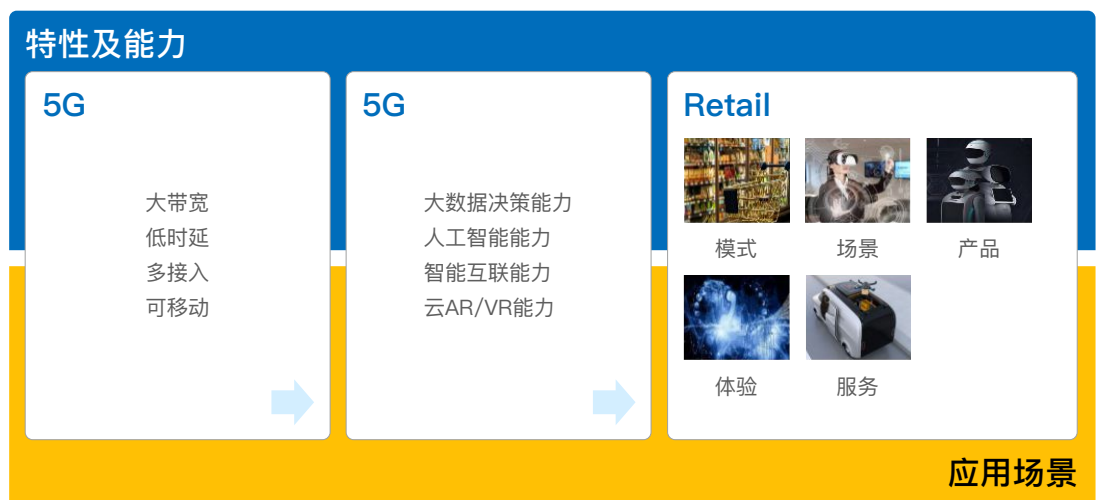 特性及能力
5G
大带宽
低时延
多接入
可移动
5G
大数据决策能力
人工智能能力
智能互联能力
云AR/VR能力
Retail
模式
场景
产品
体验
服务
应用场景